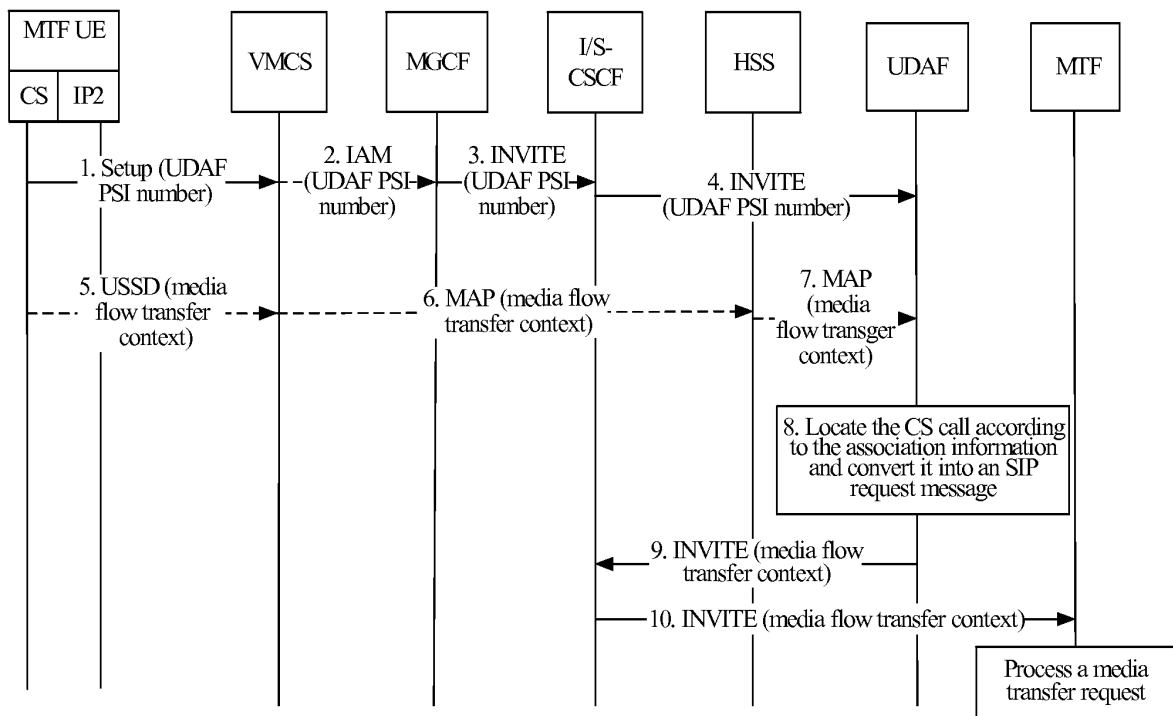 MTF UE
CS
IP2
VMCS
MGCF
I/S-
CSCF
HSS
UDAF
MTF
1. Setup (UDAF
PSI number)
2. IAM
(UDAF PSI
number)
3. INVITE
(UDAF PSI
number)
4. INVITE
(UDAF PSI number)
5. USSD (media
flow transfer
context)
6. MAP (media flow
transfer context)
7. MAP
(media
flow transger
context)
8. Locate the CS call according
to the association information
and convert it into an SIP
request message
9. INVITE (media flow
transfer context)
10. INVITE (media flow transfer context)
Process a media
transfer request